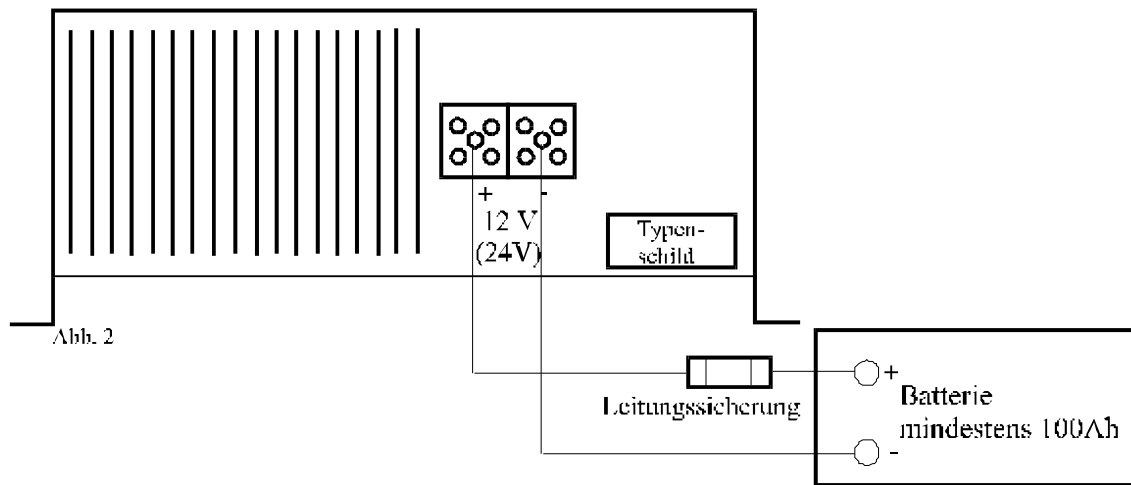 + -
12 V
(24V)
Typen-
schild
Abb. 2
Leitungssicherung
+
Batterie
mindestens 100Ah
-